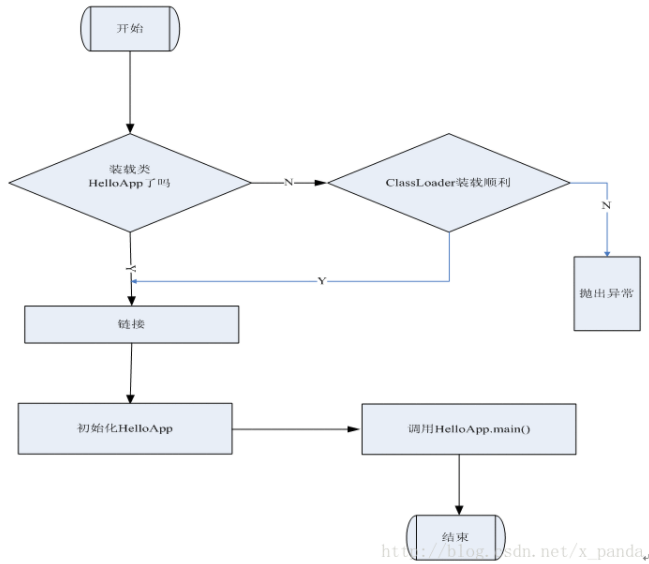 开始
装载类
HelloApp了吗
N
ClassLoader装载顺利
N
Y
Y
抛出异常
链接
初始化HelloApp
调用HelloApp.main()
结束
http://blog.csdn.net/x_panda